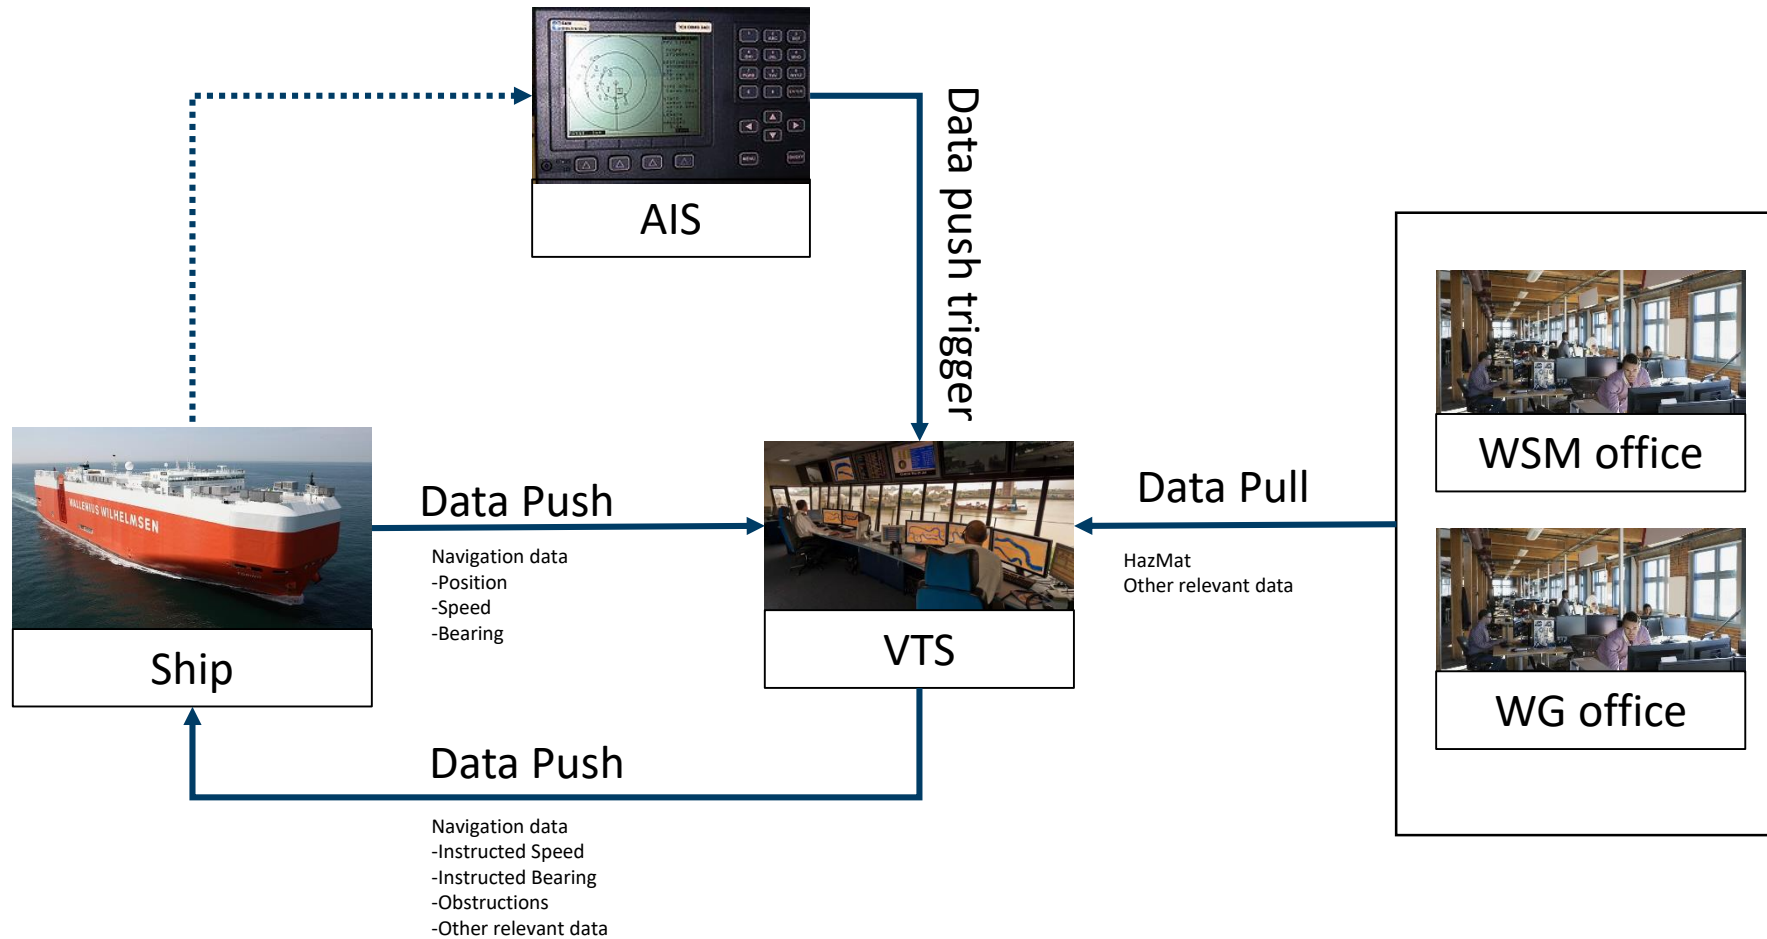 AIS
Data push trigger
WSM office
WG office
WALLENIUS WILHELMSEN
Ship
Data Push
Navigation data
-Position
-Speed
-Bearing
VTS
Data Pull
HazMat
Other relevant data
Data Push
Navigation data
-Instructed Speed
-Instructed Bearing
-Obstructions
-Other relevant data